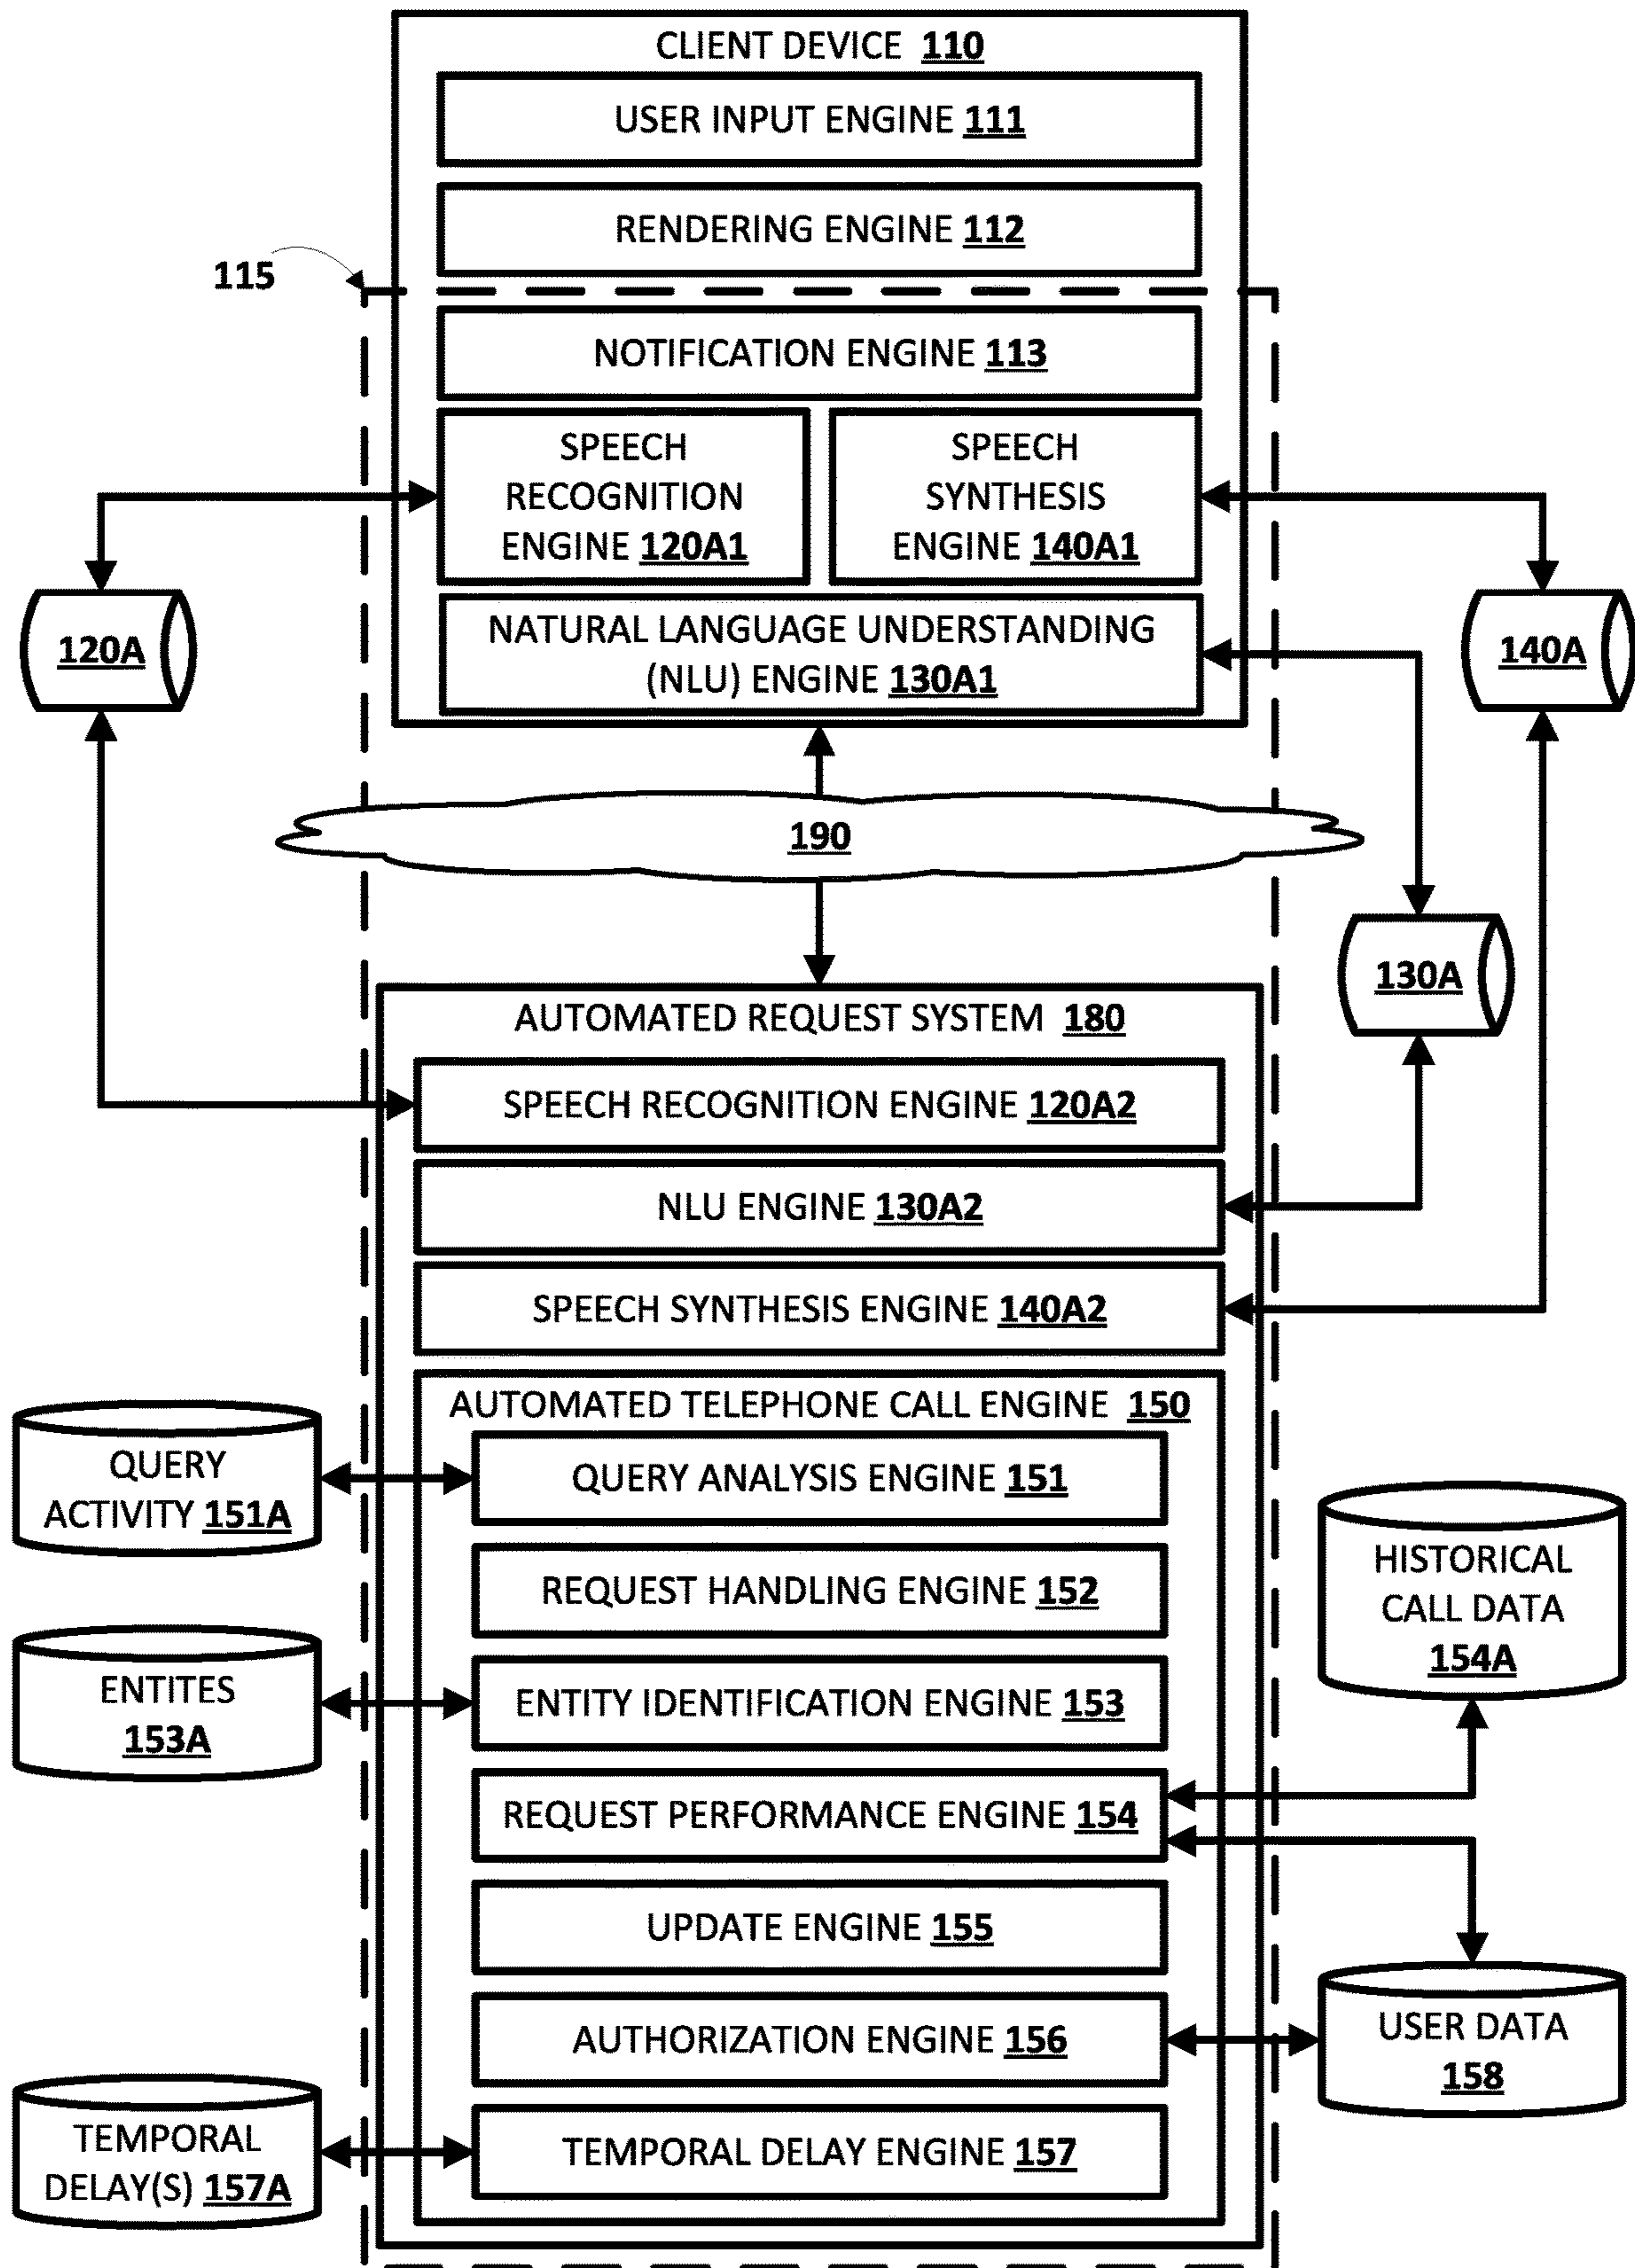 CLIENT DEVICE 110
USER INPUT ENGINE 111
RENDERING ENGINE 112
115
NOTIFICATION ENGINE 113
SPEECH
RECOGNITION
ENGINE 120A1
SPEECH
SYNTHESIS
ENGINE 140A1
120A
NATURAL LANGUAGE UNDERSTANDING
(NLU) ENGINE 130A1
140A
190
130A
AUTOMATED REQUEST SYSTEM 180
SPEECH RECOGNITION ENGINE 120A2
NLU ENGINE 130A2
SPEECH SYNTHESIS ENGINE 140A2
AUTOMATED TELEPHONE CALL ENGINE 150
QUERY
ACTIVITY 151A
QUERY ANALYSIS ENGINE 151
REQUEST HANDLING ENGINE 152
HISTORICAL
CALL DATA
154A
ENTITES
153A
ENTITY IDENTIFICATION ENGINE 153
REQUEST PERFORMANCE ENGINE 154
UPDATE ENGINE 155
AUTHORIZATION ENGINE 156
USER DATA
158
TEMPORAL
DELAY(S) 157A
TEMPORAL DELAY ENGINE 157